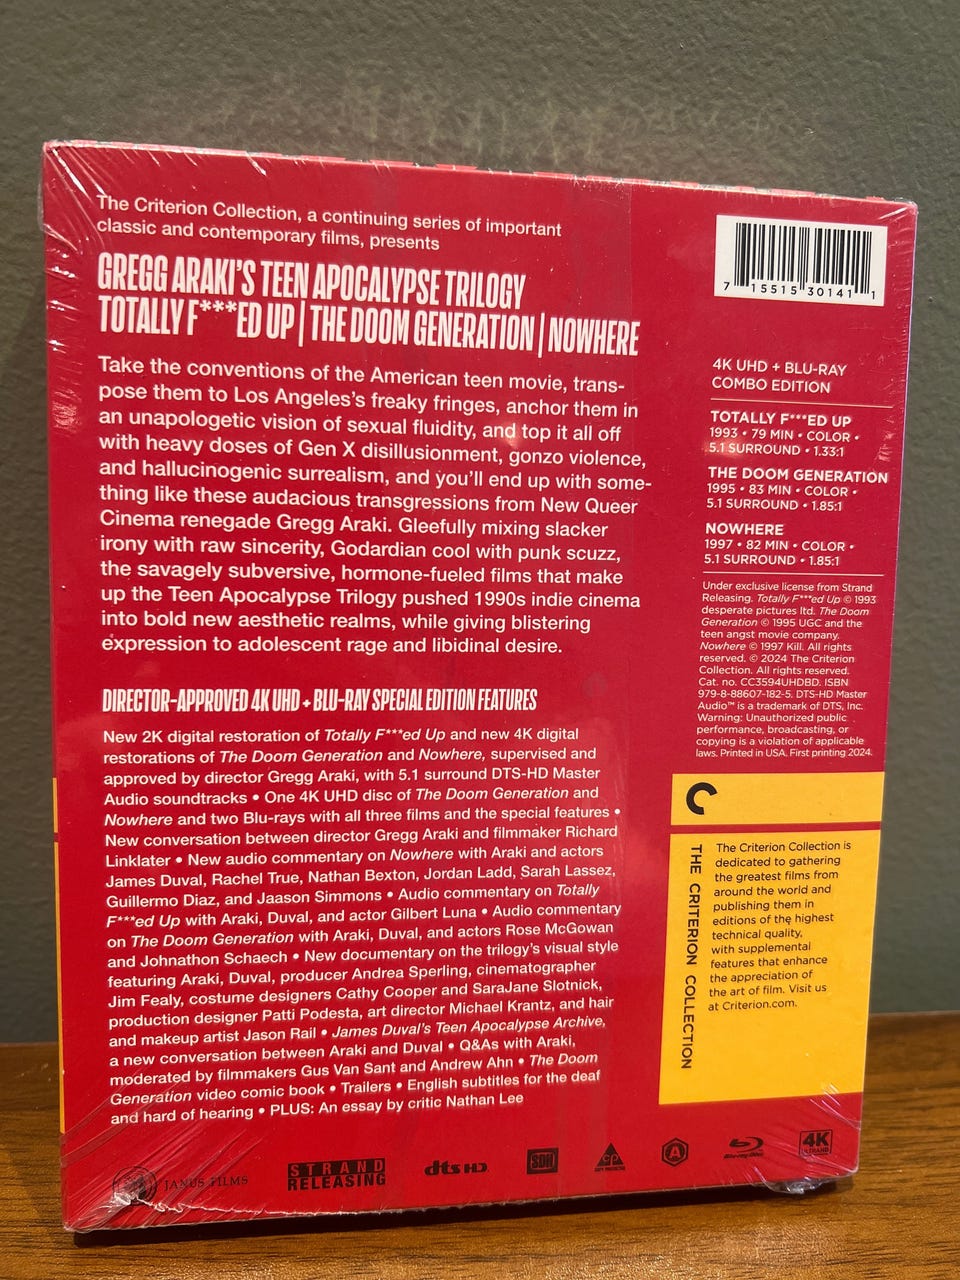 The Criterion Collection, a continuing series of important
classic and contemporary films, presents
GREGG ARAKI'S TEEN APOCALYPSE TRILOGY
TOTALLY F***ED UP | THE DOOM GENERATION | NOWHERE
Take the conventions of the American teen movie, trans-
pose them to Los Angeles's freaky fringes, anchor them in
an unapologetic vision of sexual fluidity, and top it all off
with heavy doses of Gen X disillusionment, gonzo violence,
and hallucinogenic surrealism, and you'll end up with some-
thing like these audacious transgressions from New Queer
Cinema renegade Gregg Araki. Gleefully mixing slacker
irony with raw sincerity, Godardian cool with punk scuzz,
the savagely subversive, hormone-fueled films that make
up the Teen Apocalypse Trilogy pushed 1990s indie cinema
into bold new aesthetic realms, while giving blistering
expression to adolescent rage and libidinal desire.
DIRECTOR-APPROVED 4K UHD + BLU-RAY SPECIAL EDITION FEATURES
New 2K digital restoration of Totally F***ed Up and new 4K digital
restorations of The Doom Generation and Nowhere, supervised and
approved by director Gregg Araki, with 5.1 surround DTS-HD Master
Audio soundtracks • One 4K UHD disc of The Doom Generation and
Nowhere and two Blu-rays with all three films and the special features •
New conversation between director Gregg Araki and filmmaker Richard
Linklater • New audio commentary on Nowhere with Araki and actors
James Duval, Rachel True, Nathan Bexton, Jordan Ladd, Sarah Lassez,
Guillermo Diaz, and Jaason Simmons • Audio commentary on Totally
F***ed Up with Araki, Duval, and actor Gilbert Luna • Audio commentary
on The Doom Generation with Araki, Duval, and actors Rose McGowan
and Johnathon Schaech • New documentary on the trilogy's visual style
featuring Araki, Duval, producer Andrea Sperling, cinematographer
Jim Fealy, costume designers Cathy Cooper and SaraJane Slotnick,
production designer Patti Podesta, art director Michael Krantz, and hair
and makeup artist Jason Rail • James Duval's Teen Apocalypse Archive,
a new conversation between Araki and Duval • Q&As with Araki,
moderated by filmmakers Gus Van Sant and Andrew Ahn • The Doom
Generation video comic book • Trailers • English subtitles for the deaf
and hard of hearing • PLUS: An essay by critic Nathan Lee
7 15515 30141 1
4K UHD + BLU-RAY
COMBO EDITION
TOTALLY F***ED UP
1993 • 79 MIN • COLOR •
5.1 SURROUND • 1.33:1
THE DOOM GENERATION
1995 • 83 MIN • COLOR •
5.1 SURROUND • 1.85:1
NOWHERE
1997 • 82 MIN • COLOR •
5.1 SURROUND • 1.85:1
Under exclusive license from Strand
Releasing. Totally F***ed Up © 1993
desperate pictures ltd. The Doom
Generation © 1995 UGC and the
teen angst movie company.
Nowhere © 1997 Kill. All rights
reserved. © 2024 The Criterion
Collection. All rights reserved.
Cat. no. CC3594UHDBD. ISBN
979-8-88607-182-5. DTS-HD Master
Audio™ is a trademark of DTS, Inc.
Warning: Unauthorized public
performance, broadcasting, or
copying is a violation of applicable
laws. Printed in USA. First printing 2024.
THE CRITERION COLLECTION
The Criterion Collection is
dedicated to gathering
the greatest films from
around the world and
publishing them in
editions of the highest
technical quality,
with supplemental
features that enhance
the appreciation of
the art of film. Visit us
at Criterion.com.
JANUS FILMS
STRAND
RELEASING
dts HD
SDH
CP
COPY PROTECTED
A
Blu-ray Disc
4K
ULTRA HD